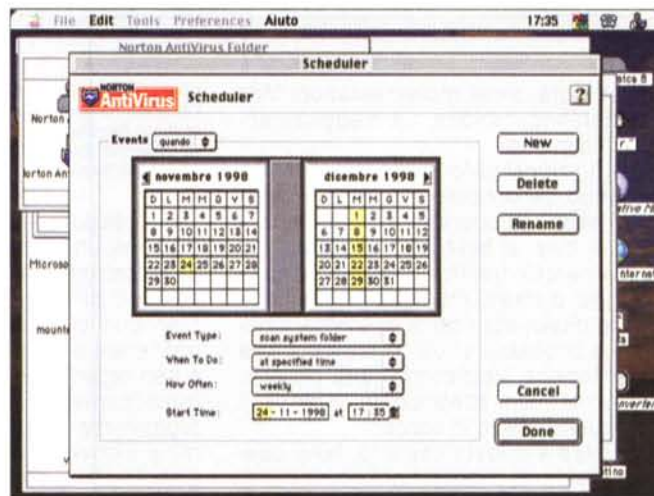 File Edit Tools Preferences Aiuto 17:35
Norton AntiVirus Folder
Scheduler
NORTON
AntiVirus Scheduler ?
Norton
Events quando New
novembre 1998 dicembre 1998
D L M M G V S D L M M G V S
1 2 3 4 5 6 7 1 2 3 4 5
8 9 10 11 12 13 14 6 7 8 9 10 11 12
15 16 17 18 19 20 21 13 14 15 16 17 18 19
22 23 24 25 26 27 28 20 21 22 23 24 25 26
29 30 27 28 29 30 31
Delete
Rename
Event Type: scan system folder
When To Do: at specified time
How Often: weekly
Start Time: 24-11-1998 at 17:35
Cancel
Done